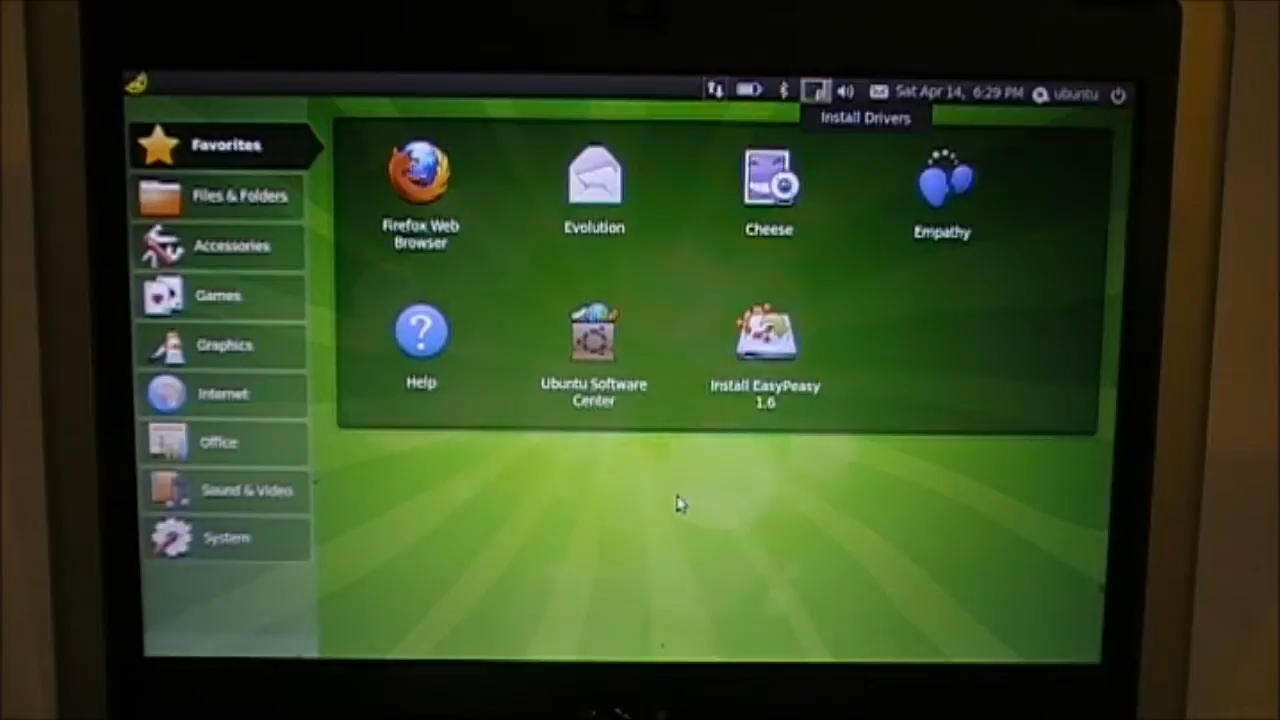 Sat Apr 14, 6:29 PM ubuntu
Install Drivers
Favorites
Files & Folders
Accessories
Games
Graphics
Internet
Office
Sound & Video
System
Firefox Web
Browser
Evolution
Cheese
Empathy
Help
Ubuntu Software
Center
Install EasyPeasy
1.6